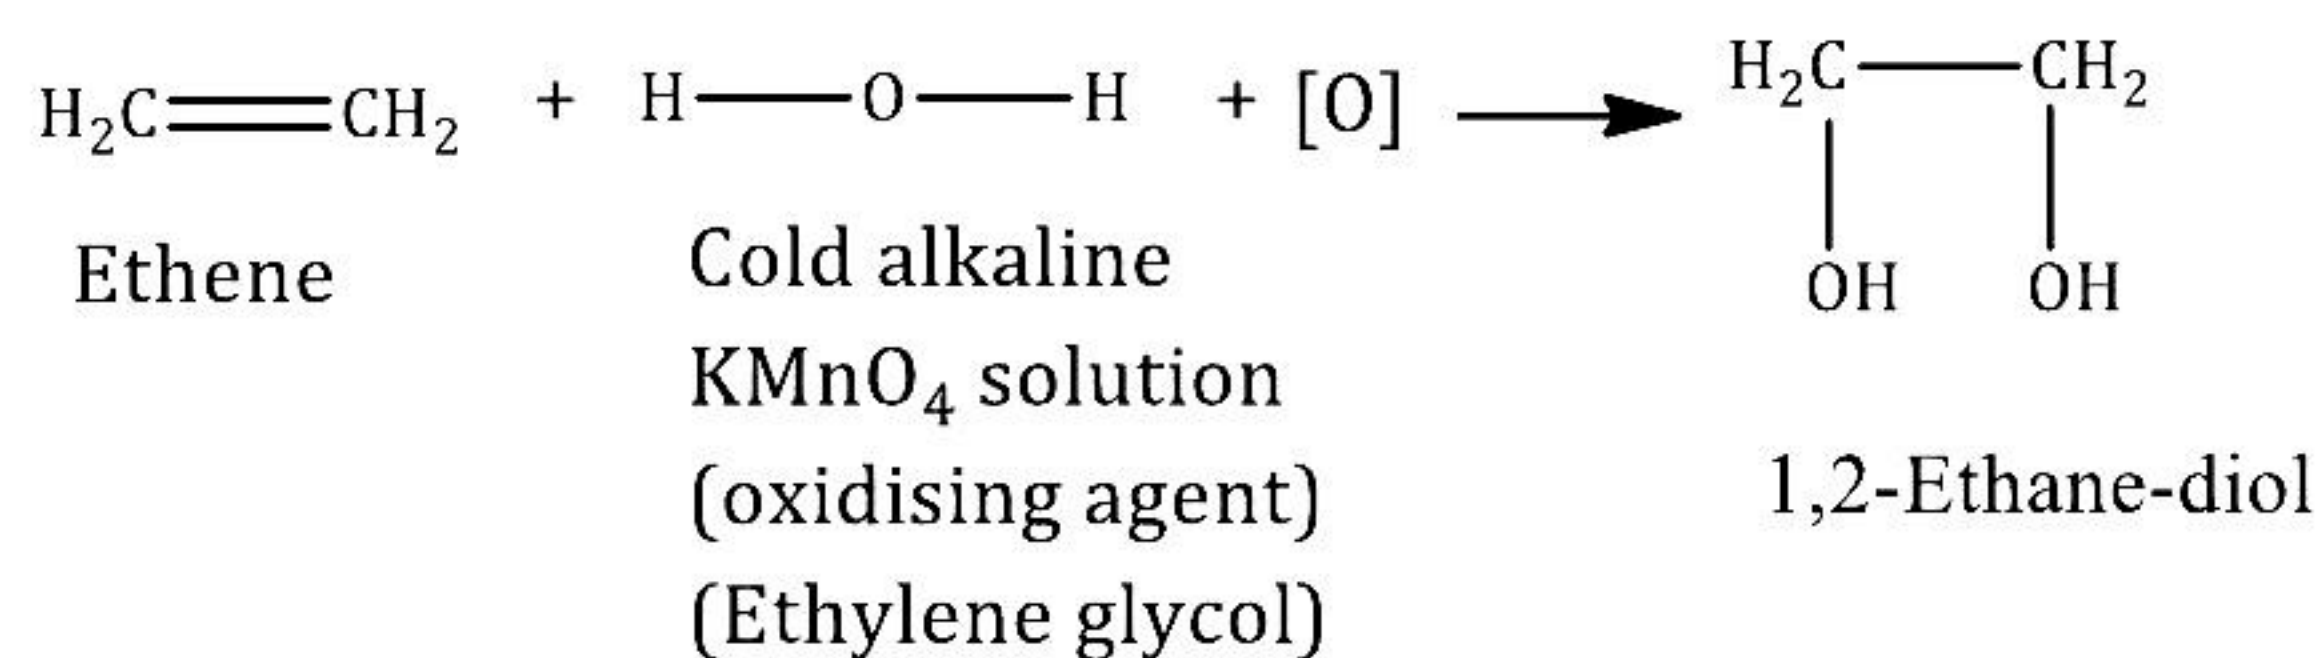 H₂C═CH₂ + H—O—H + [O] → H₂C—CH₂
OH OH
Ethene
Cold alkaline
KMnO₄ solution
(oxidising agent)
(Ethylene glycol)
1,2-Ethane-diol